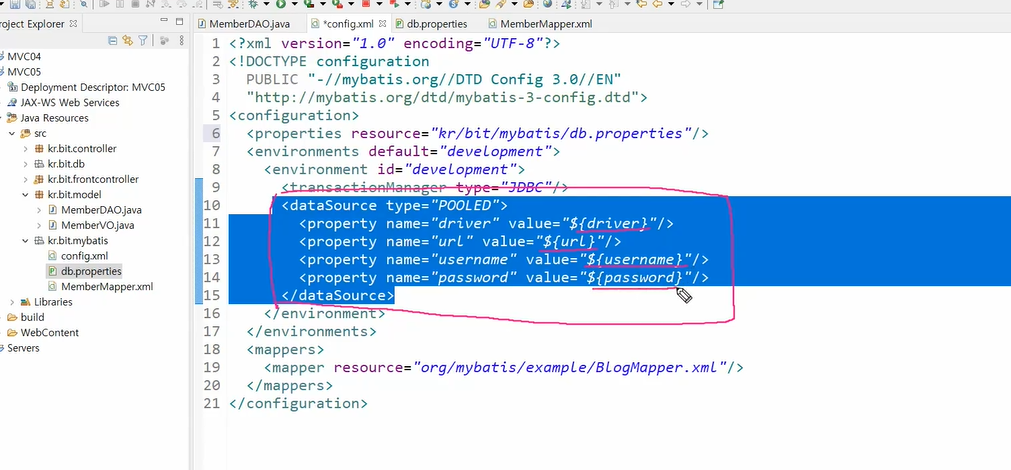 MemberDAO.java
*config.xml
db.properties
MemberMapper.xml
roject Explorer
MVC04
MVC05
Deployment Descriptor: MVC05
JAX-WS Web Services
Java Resources
src
kr.bit.controller
kr.bit.db
kr.bit.frontcontroller
kr.bit.model
MemberDAO.java
MemberVO.java
kr.bit.mybatis
config.xml
db.properties
MemberMapper.xml
Libraries
build
WebContent
Servers
1 <?xml version="1.0" encoding="UTF-8"?>
2 <!DOCTYPE configuration
3 PUBLIC "-//mybatis.org//DTD Config 3.0//EN"
4 "http://mybatis.org/dtd/mybatis-3-config.dtd">
5 <configuration>
6 <properties resource="kr/bit/mybatis/db.properties"/>
7 <environments default="development">
8 <environment id="development">
9 <transactionManager type="JDBC"/>
10 <dataSource type="POOLED">
11 <property name="driver" value="${driver}"/>
12 <property name="url" value="${url}"/>
13 <property name="username" value="${username}"/>
14 <property name="password" value="${password}"/>
15 </dataSource>
16 </environment>
17 </environments>
18 <mappers>
19 <mapper resource="org/mybatis/example/BlogMapper.xml"/>
20 </mappers>
21 </configuration>